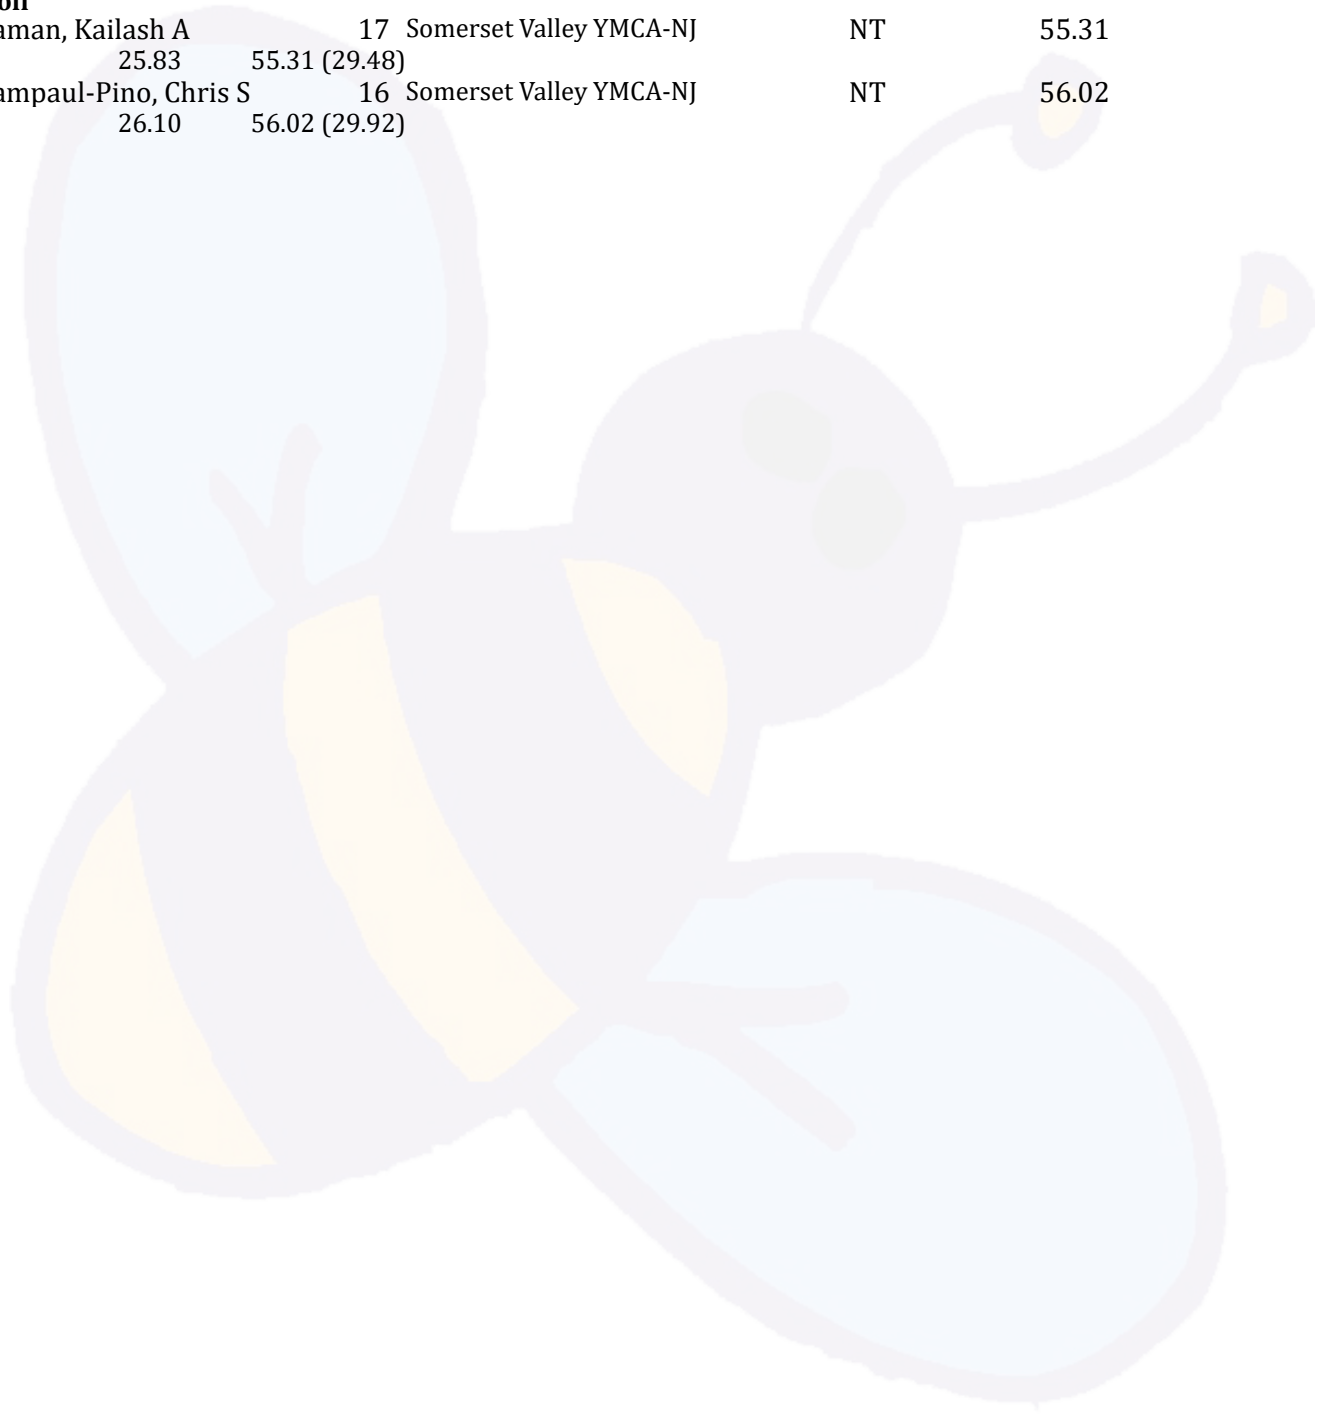 aman, Kailash A 17 Somerset Valley YMCA-NJ NT 55.31
25.83 55.31 (29.48)
ampaul-Pino, Chris S 16 Somerset Valley YMCA-NJ NT 56.02
26.10 56.02 (29.92)